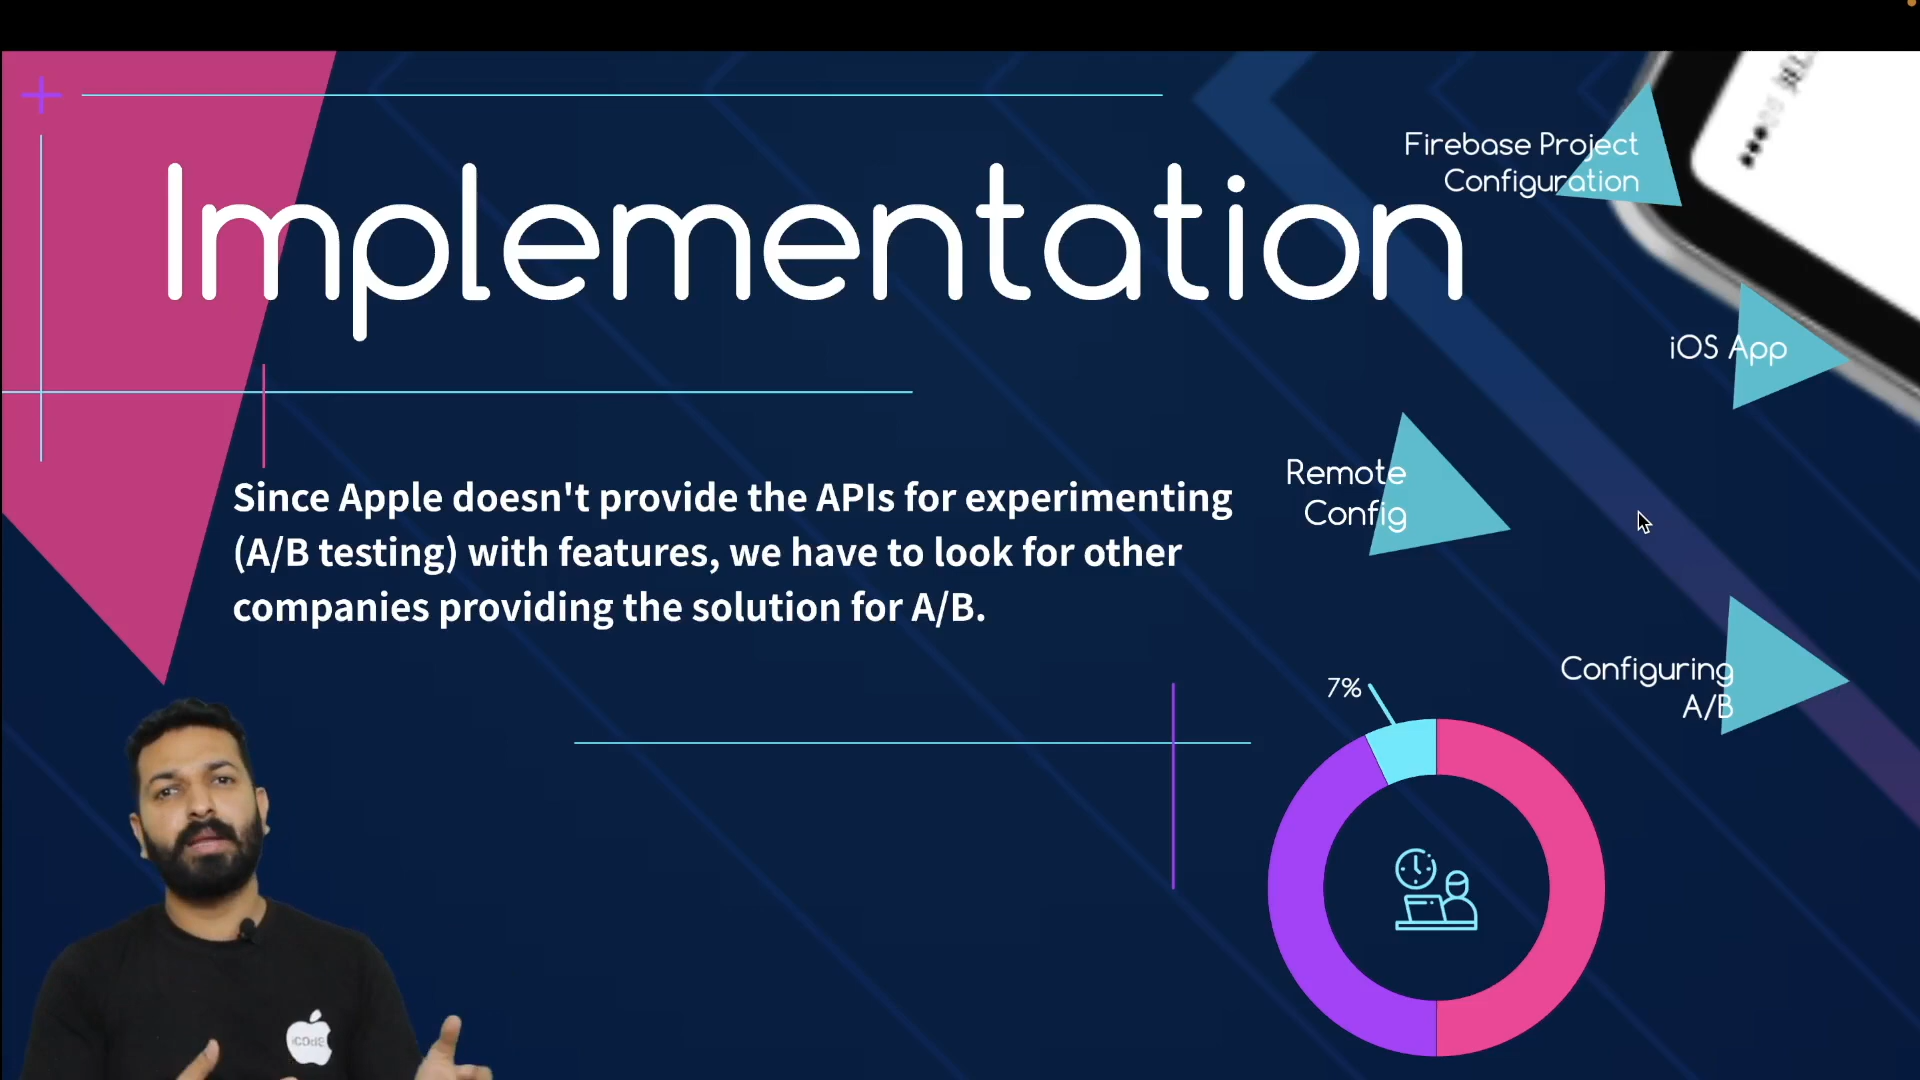 Implementation
Firebase Project
Configuration
iOS App
Since Apple doesn't provide the APIs for experimenting
(A/B testing) with features, we have to look for other
companies providing the solution for A/B.
Remote
Config
Configuring
A/B
7%